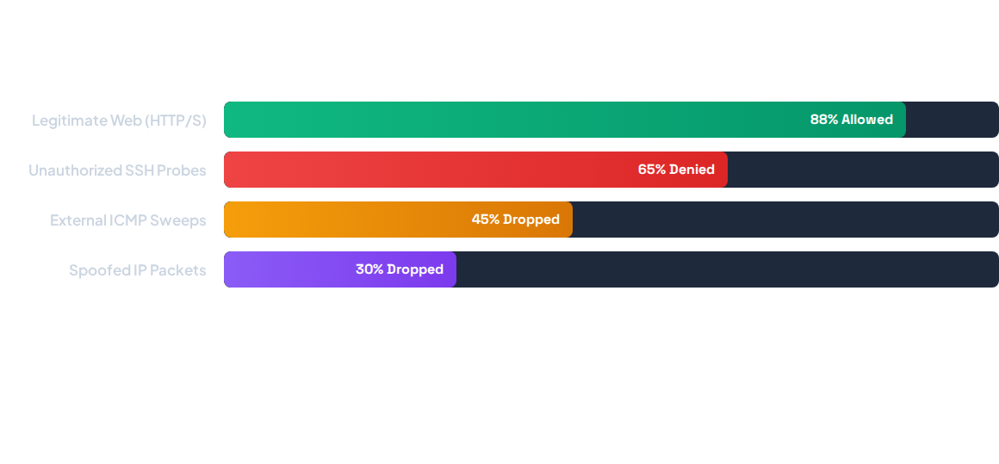 Legitimate Web (HTTP/S) 88% Allowed
Unauthorized SSH Probes 65% Denied
External ICMP Sweeps 45% Dropped
Spoofed IP Packets 30% Dropped